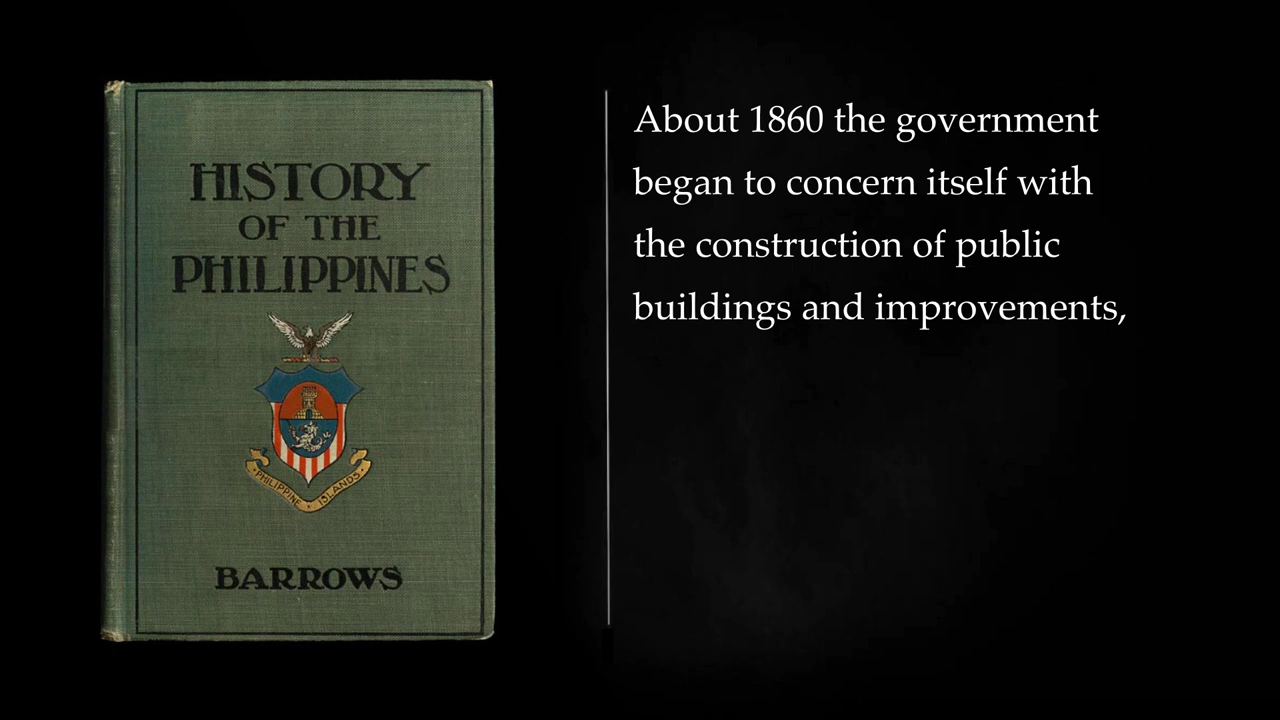 HISTORY
OF THE
PHILIPPINES
PHILIPPINE ISLANDS
BARROWS
About 1860 the government
began to concern itself with
the construction of public
buildings and improvements,